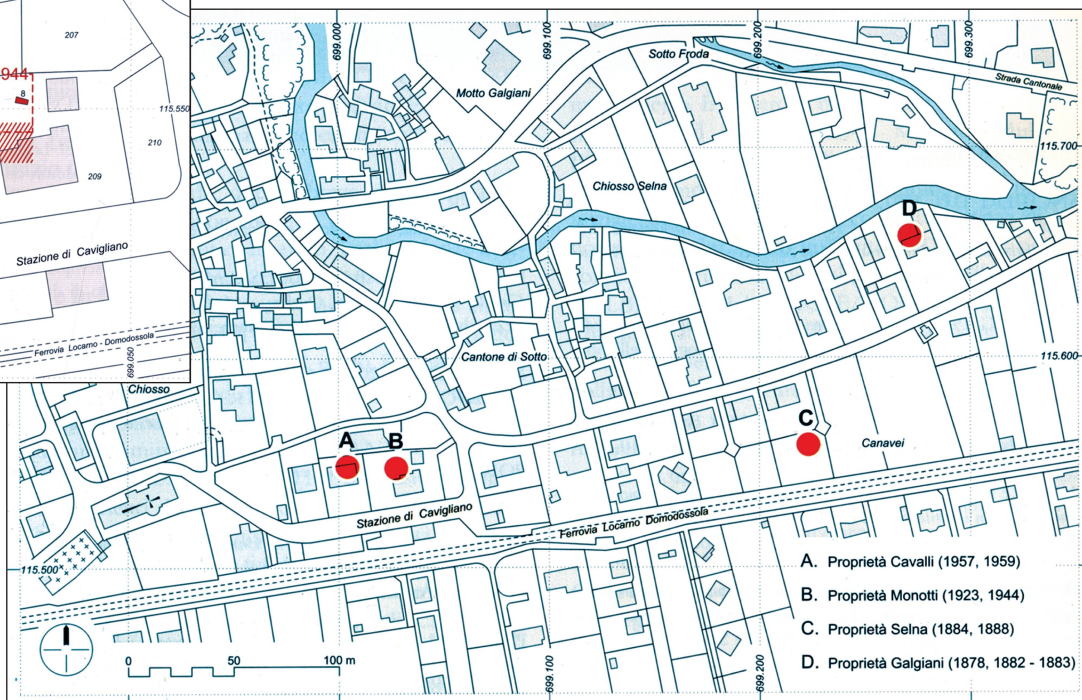 207
944
8
115.550
210
209
Stazione di Cavigliano
Ferrovia Locarno - Domodossola
699.050
699.000
699.100
699.200
699.300
Sotto Froda
Strada Cantonale
Motto Galgiani
115.700
Chiosso Selna
D
Cantone di Sotto
115.600
Chiosso
A
B
C
Canavei
Stazione di Cavigliano
Ferrovia Locarno Domodossola
115.500
A. Proprietà Cavalli (1957, 1959)
B. Proprietà Monotti (1923, 1944)
C. Proprietà Selna (1884, 1888)
D. Proprietà Galgiani (1878, 1882 - 1883)
0 50 100 m
699.100
699.200